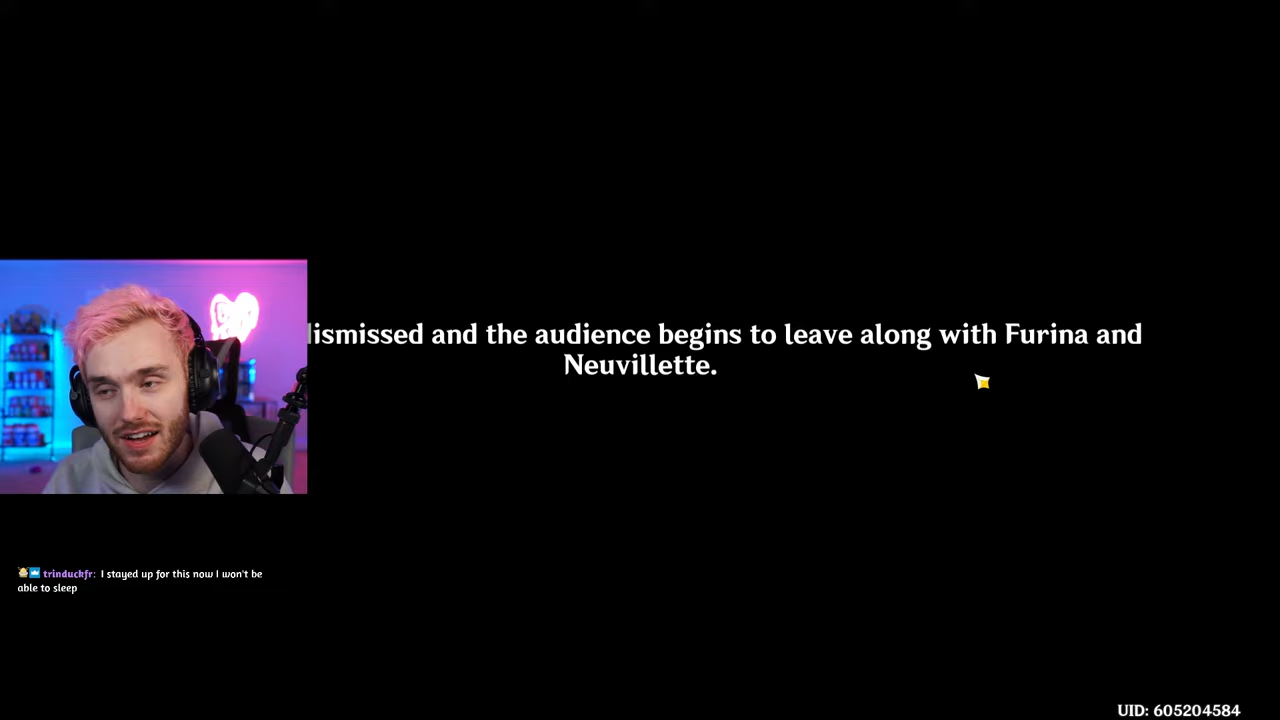 dismissed and the audience begins to leave along with Furina and
Neuvillette.
trinduckfr: I stayed up for this now I won't be
able to sleep
UID: 605204584